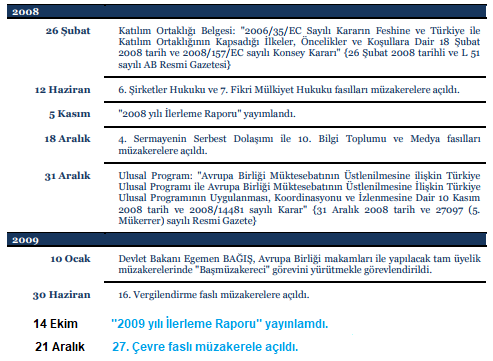 2008
26 Şubat
Katılım Ortaklığı Belgesi: "2006/35/EC Sayılı Kararın Feshine ve Türkiye ile
Katılım Ortaklığının Kapsadığı İlkeler, Öncelikler ve Koşullara Dair 18 Şubat
2008 tarih ve 2008/157/EC sayılı Konsey Kararı" {26 Şubat 2008 tarihli ve L 51
sayılı AB Resmi Gazetesi}
12 Haziran
6. Şirketler Hukuku ve 7. Fikri Mülkiyet Hukuku fasılları müzakerelere açıldı.
5 Kasım
"2008 yılı İlerleme Raporu" yayımlandı.
18 Aralık
4. Sermayenin Serbest Dolaşımı ile 10. Bilgi Toplumu ve Medya fasılları
müzakerelere açıldı.
31 Aralık
Ulusal Program: "Avrupa Birliği Müktesebatının Üstlenilmesine ilişkin Türkiye
Ulusal Programı ile Avrupa Birliği Müktesebatının Üstlenilmesine İlişkin Türkiye
Ulusal Programının Uygulanması, Koordinasyonu ve İzlenmesine Dair 10 Kasım
2008 tarih ve 2008/14481 sayılı Karar" {31 Aralık 2008 tarih ve 27097 (5.
Mükerrer) sayılı Resmi Gazete}
2009
10 Ocak
Devlet Bakanı Egemen BAĞIŞ, Avrupa Birliği makamları ile yapılacak tam üyelik
müzakerelerinde "Başmüzakereci" görevini yürütmekle görevlendirildi.
30 Haziran
16. Vergilendirme faslı müzakerelere açıldı.
14 Ekim
"2009 yılı İlerleme Raporu" yayınlamdı.
21 Aralık
27. Çevre faslı müzakerele açıldı.